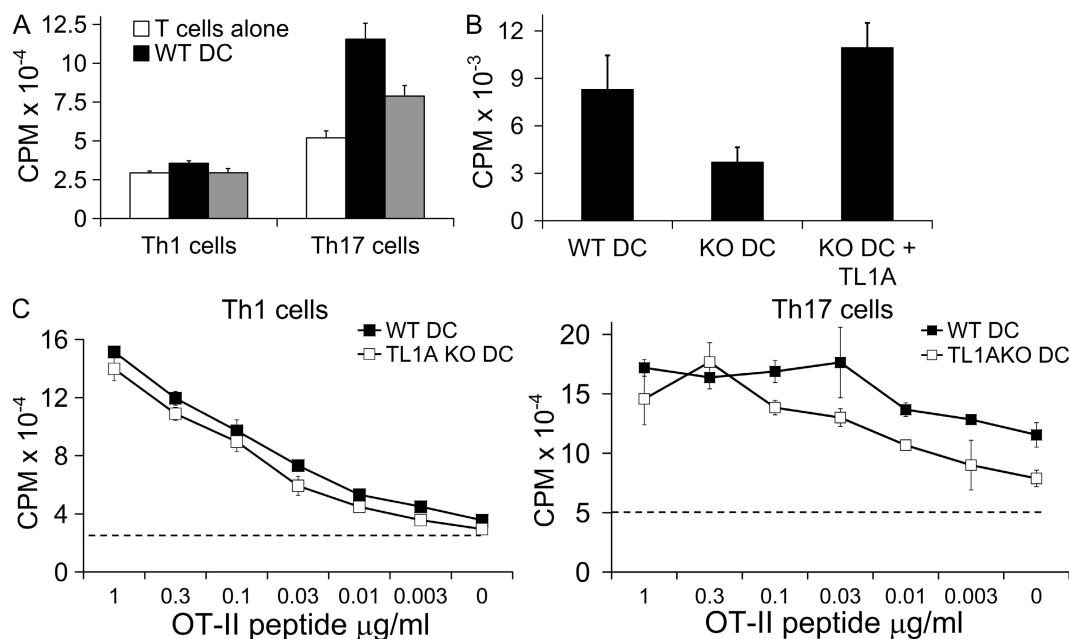 A
CPM x 10-4
12.5
10
7.5
5
2.5
0
T cells alone
WT DC
Th1 cells
Th17 cells
B
CPM x 10-3
12
9
6
3
0
WT DC
KO DC
KO DC +
TL1A
C
Th1 cells
WT DC
TL1A KO DC
CPM x 10-4
16
12
8
4
0
1
0.3
0.1
0.03
0.01
0.003
0
OT-II peptide μg/ml
Th17 cells
WT DC
TL1AKO DC
CPM x 10-4
20
15
10
5
0
1
0.3
0.1
0.03
0.01
0.003
0
OT-II peptide μg/ml